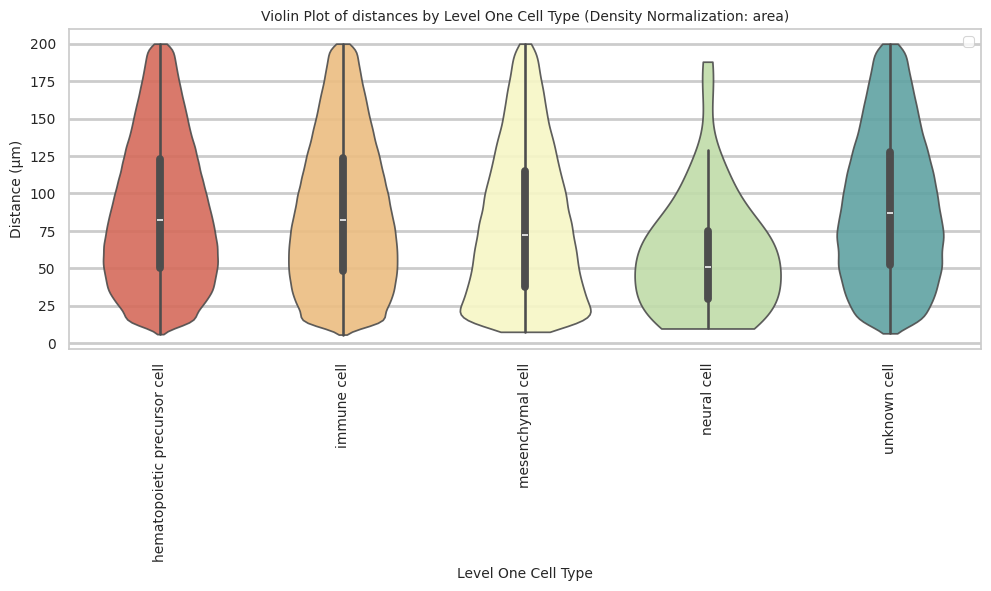 Violin Plot of distances by Level One Cell Type (Density Normalization: area)
200
175
150
125
100
75
50
25
0
Distance (μm)
hematopoietic precursor cell
immune cell
mesenchymal cell
neural cell
unknown cell
Level One Cell Type